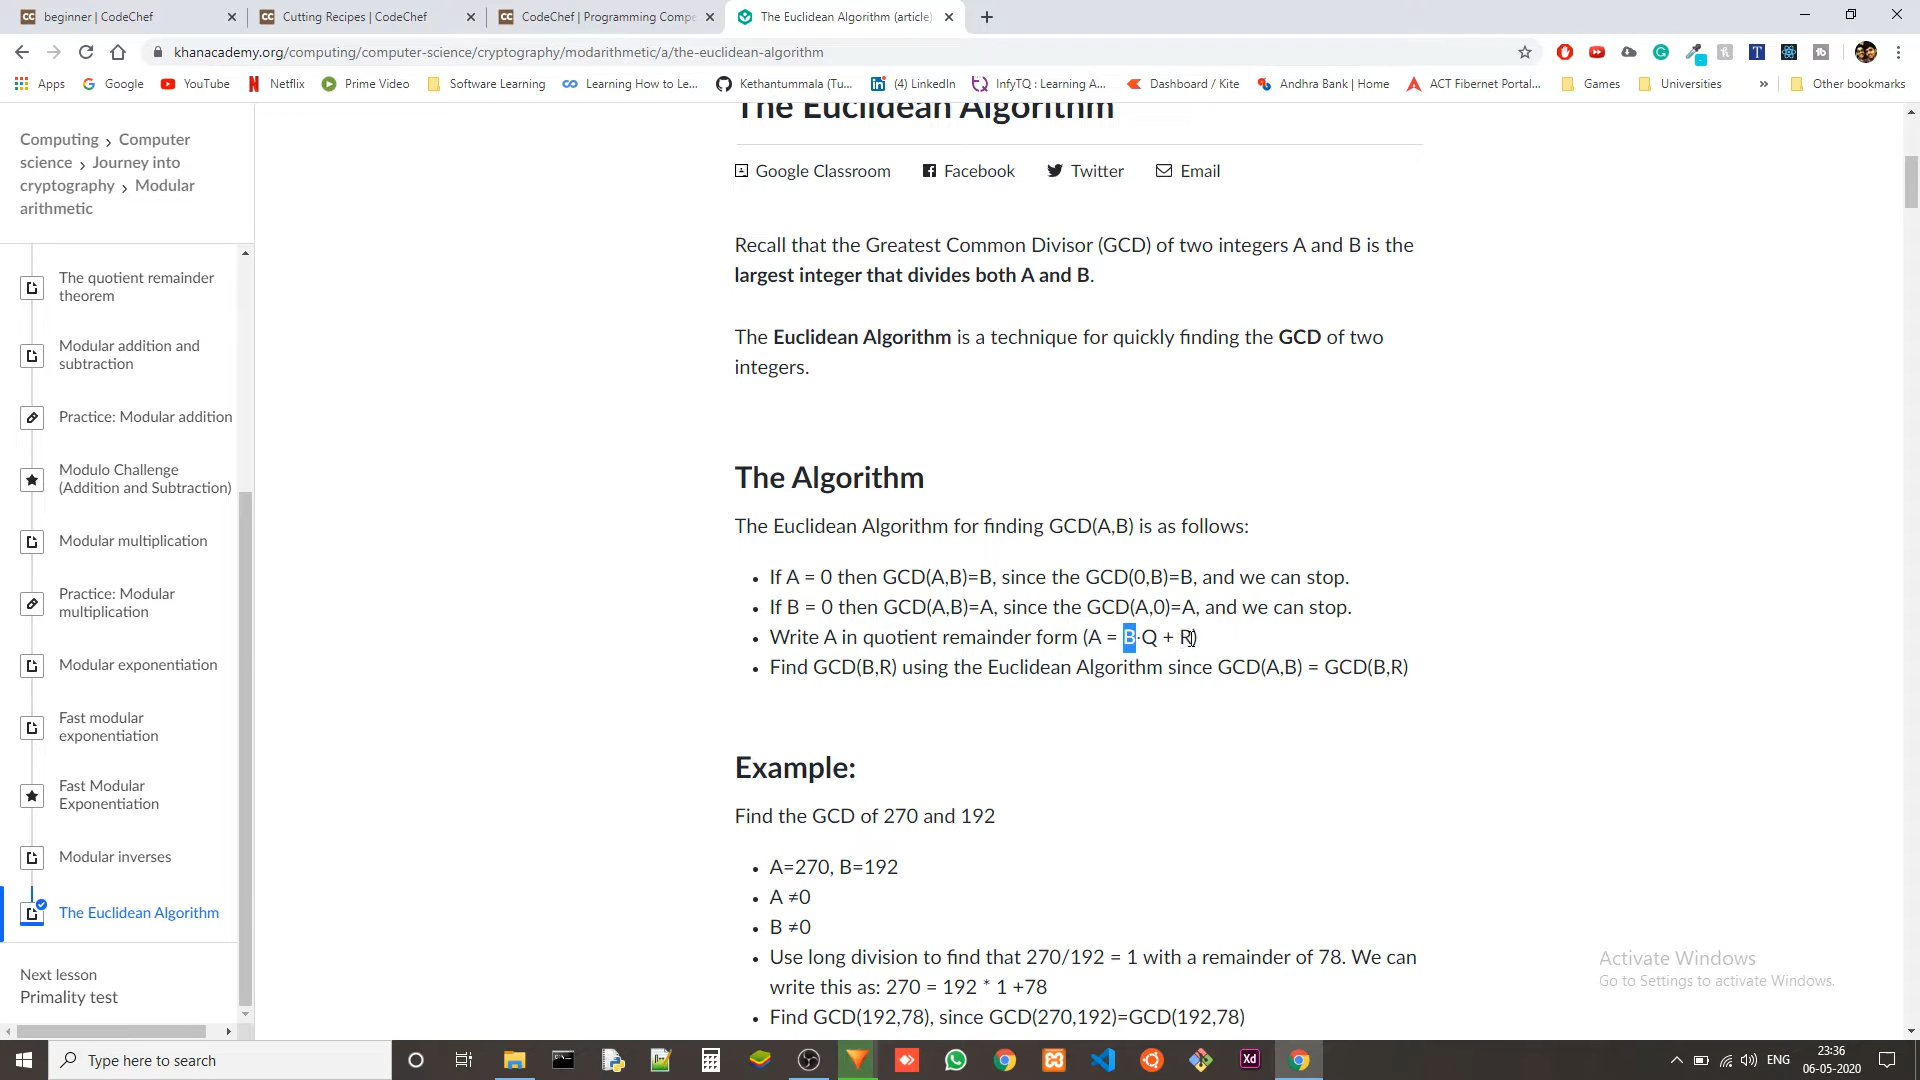 beginner | CodeChef
Cutting Recipes | CodeChef
CodeChef | Programming Compe
The Euclidean Algorithm (article)
khanacademy.org/computing/computer-science/cryptography/modarithmetic/a/the-euclidean-algorithm
Apps
Google
YouTube
Netflix
Prime Video
Software Learning
Learning How to Le...
Kethantummala (Tu...
(4) LinkedIn
InfyTQ : Learning A...
Dashboard / Kite
Andhra Bank | Home
ACT Fibernet Portal...
Games
Universities
»
Other bookmarks
Computing > Computer
science > Journey into
cryptography > Modular
arithmetic
The quotient remainder
theorem
Modular addition and
subtraction
Practice: Modular addition
Modulo Challenge
(Addition and Subtraction)
Modular multiplication
Practice: Modular
multiplication
Modular exponentiation
Fast modular
exponentiation
Fast Modular
Exponentiation
Modular inverses
The Euclidean Algorithm
Next lesson
Primality test
The Euclidean Algorithm
Google Classroom
Facebook
Twitter
Email
Recall that the Greatest Common Divisor (GCD) of two integers A and B is the
largest integer that divides both A and B.
The Euclidean Algorithm is a technique for quickly finding the GCD of two
integers.
The Algorithm
The Euclidean Algorithm for finding GCD(A,B) is as follows:
• If A = 0 then GCD(A,B)=B, since the GCD(0,B)=B, and we can stop.
• If B = 0 then GCD(A,B)=A, since the GCD(A,0)=A, and we can stop.
• Write A in quotient remainder form (A = B⋅Q + R)
• Find GCD(B,R) using the Euclidean Algorithm since GCD(A,B) = GCD(B,R)
Example:
Find the GCD of 270 and 192
• A=270, B=192
• A ≠0
• B ≠0
• Use long division to find that 270/192 = 1 with a remainder of 78. We can
write this as: 270 = 192 * 1 +78
• Find GCD(192,78), since GCD(270,192)=GCD(192,78)
Activate Windows
Go to Settings to activate Windows.
Type here to search
Xd
ENG
23:36
06-05-2020